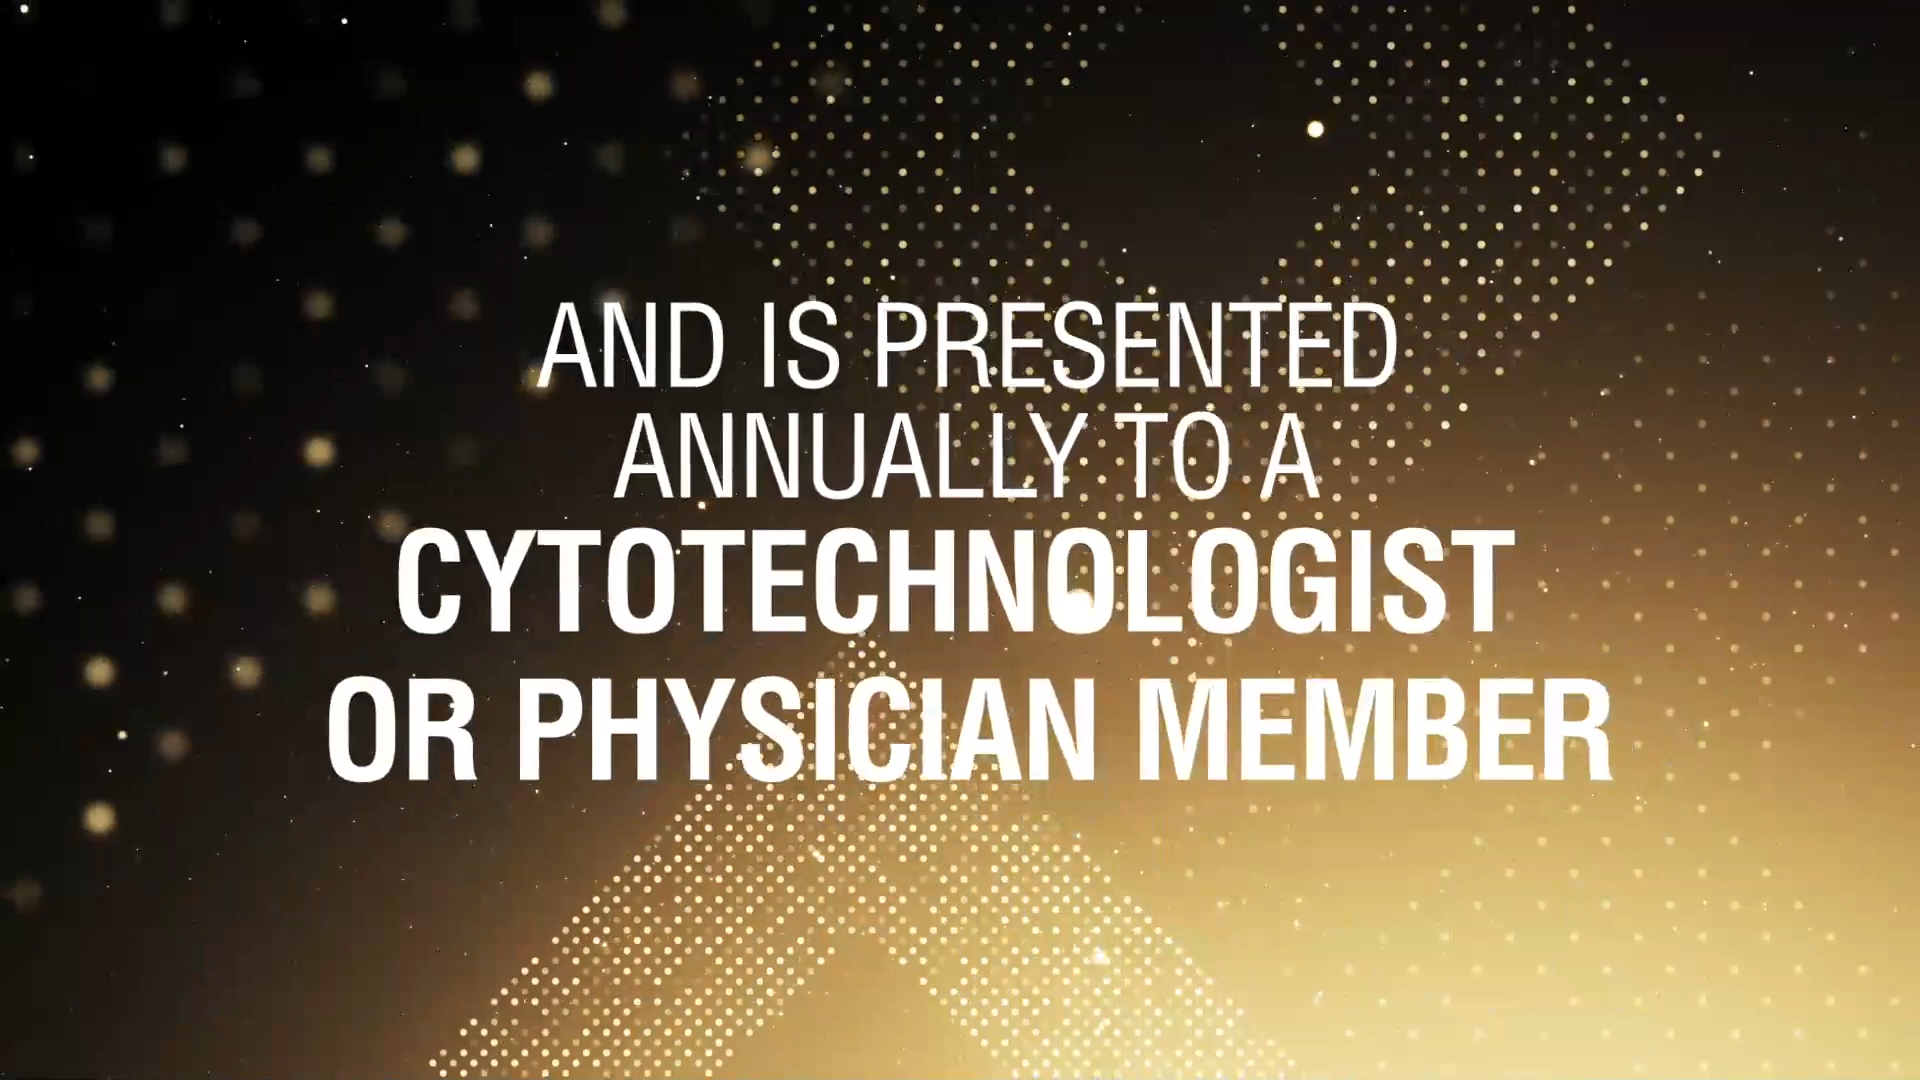 AND IS PRESENTED
ANNUALLY TO A
CYTOTECHNOLOGIST
OR PHYSICIAN MEMBER